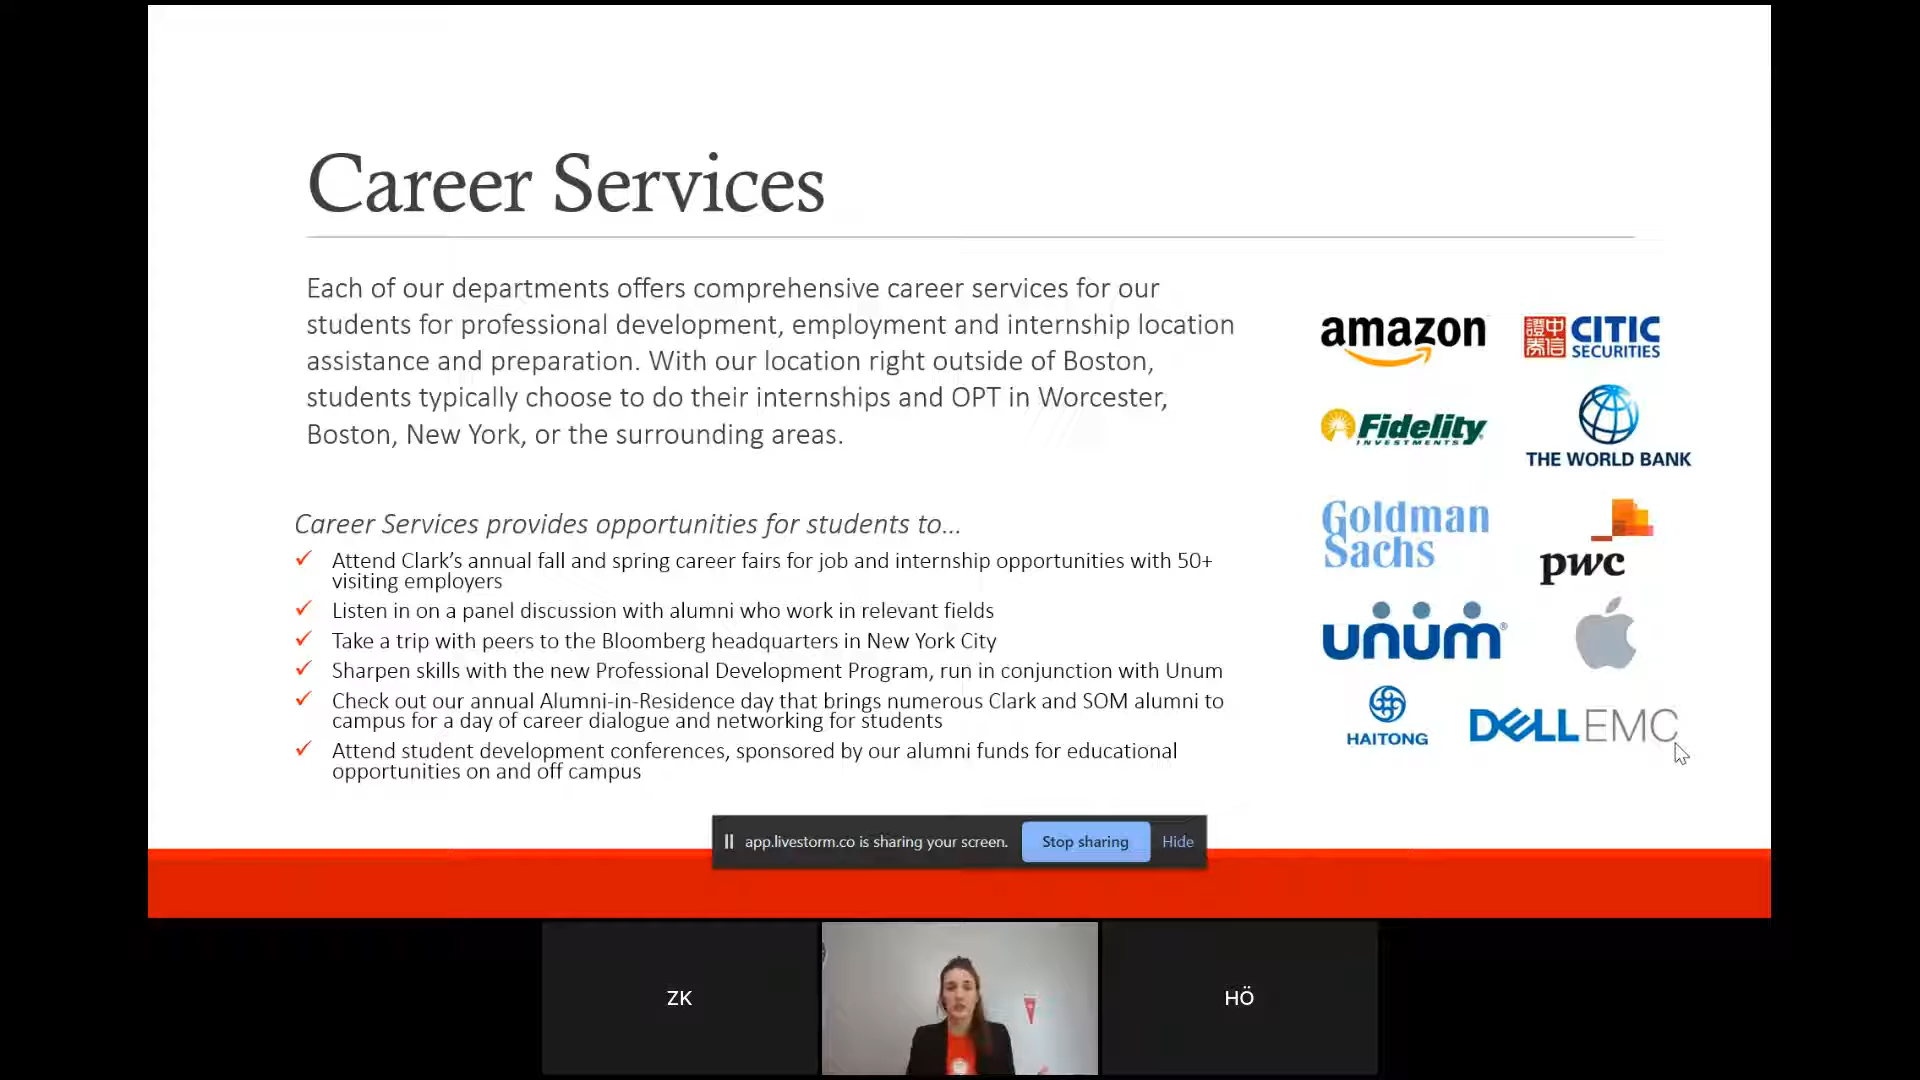 Career Services
Each of our departments offers comprehensive career services for our
students for professional development, employment and internship location
assistance and preparation. With our location right outside of Boston,
students typically choose to do their internships and OPT in Worcester,
Boston, New York, or the surrounding areas.
Career Services provides opportunities for students to...
✓ Attend Clark's annual fall and spring career fairs for job and internship opportunities with 50+
visiting employers
✓ Listen in on a panel discussion with alumni who work in relevant fields
✓ Take a trip with peers to the Bloomberg headquarters in New York City
✓ Sharpen skills with the new Professional Development Program, run in conjunction with Unum
✓ Check out our annual Alumni-in-Residence day that brings numerous Clark and SOM alumni to
campus for a day of career dialogue and networking for students
✓ Attend student development conferences, sponsored by our alumni funds for educational
opportunities on and off campus
amazon
中信證券 CITIC
SECURITIES
Fidelity
INVESTMENTS
THE WORLD BANK
Goldman
Sachs
pwc
unum®
HAITONG
DELL EMC
app.livestorm.co is sharing your screen. Stop sharing Hide
ZK
HÖ